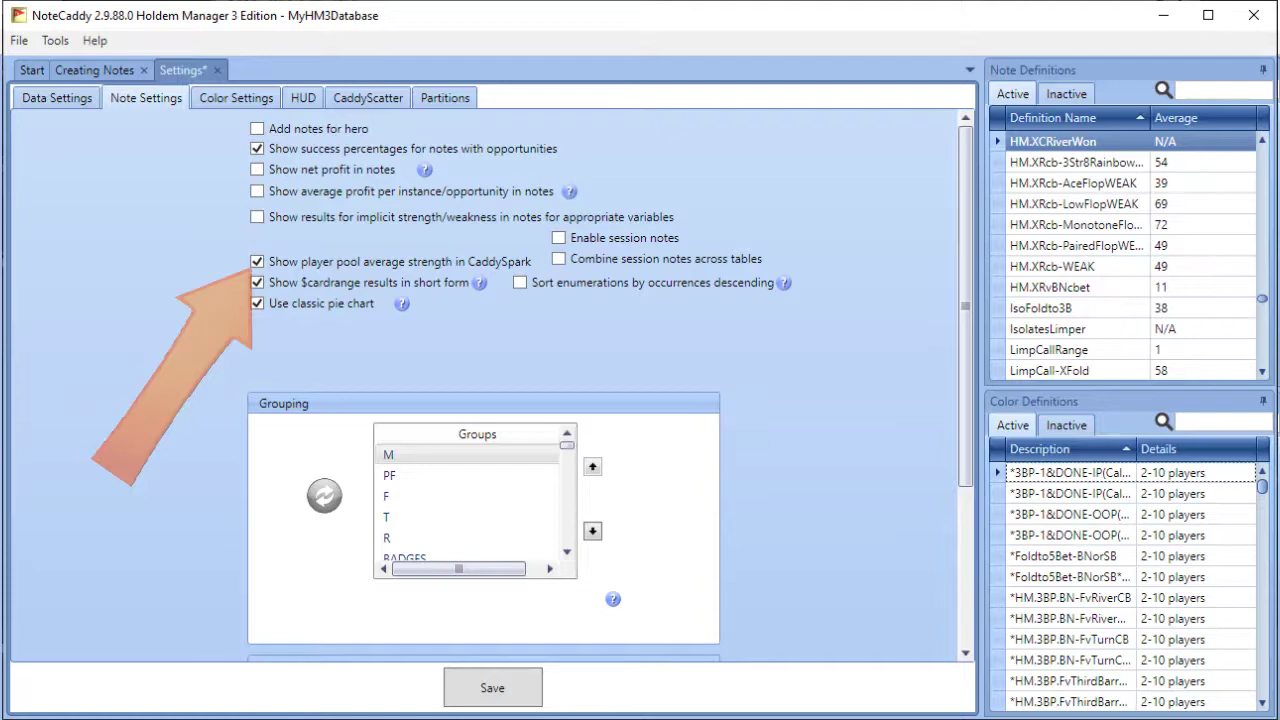 NoteCaddy 2.9.88.0 Holdem Manager 3 Edition - MyHM3Database
File Tools Help
Start Creating Notes × Settings* ×
Data Settings Note Settings Color Settings HUD CaddyScatter Partitions
Add notes for hero
Show success percentages for notes with opportunities
Show net profit in notes
Show average profit per instance/opportunity in notes
Show results for implicit strength/weakness in notes for appropriate variables
Enable session notes
Show player pool average strength in CaddySpark
Combine session notes across tables
Show $cardrange results in short form
Sort enumerations by occurrences descending
Use classic pie chart
Grouping
Groups
M
PF
F
T
R
BADGES
Save
Note Definitions
Active Inactive
Definition Name Average
HM.XCRiverWon N/A
HM.XRcb-3Str8Rainbow... 54
HM.XRcb-AceFlopWEAK 39
HM.XRcb-LowFlopWEAK 69
HM.XRcb-MonotoneFlo... 72
HM.XRcb-PairedFlopWE... 49
HM.XRcb-WEAK 49
HM.XRvBNcbet 11
IsoFoldto3B 38
IsolatesLimper N/A
LimpCallRange 1
LimpCall-XFold 58
Color Definitions
Active Inactive
Description Details
*3BP-1&DONE-IP(Cal... 2-10 players
*3BP-1&DONE-IP(Cal... 2-10 players
*3BP-1&DONE-OOP(... 2-10 players
*3BP-1&DONE-OOP(... 2-10 players
*Foldto5Bet-BNorSB 2-10 players
*Foldto5Bet-BNorSB*... 2-10 players
*HM.3BP.BN-FvRiverCB 2-10 players
*HM.3BP.BN-FvRiver... 2-10 players
*HM.3BP.BN-FvTurnCB 2-10 players
*HM.3BP.BN-FvTurnC... 2-10 players
*HM.3BP.FvThirdBarr... 2-10 players
*HM.3BP.FvThirdBarr... 2-10 players